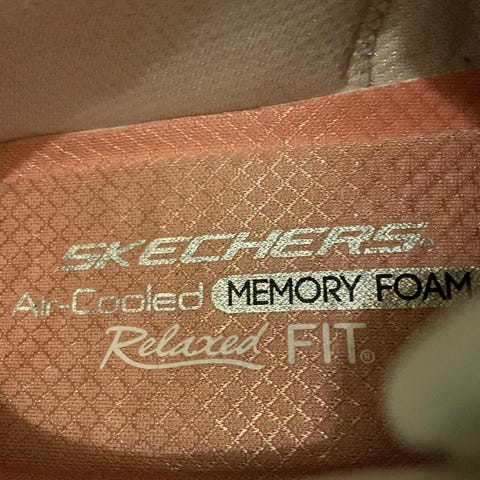 SKECHERS®
Air-Cooled MEMORY FOAM
Relaxed FIT®